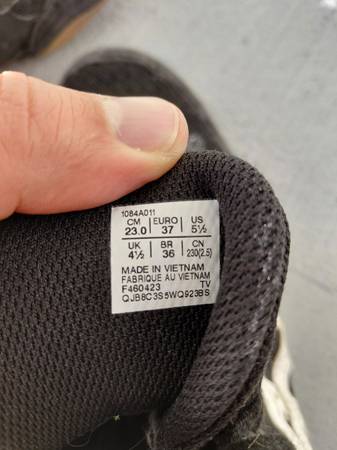 1084A011
CM EURO US
23.0 37 5½
UK BR CN
4½ 36 230(2.5)
MADE IN VIETNAM
FABRIQUE AU VIETNAM
F460423 TV
QJB8C3S5WQ923BS